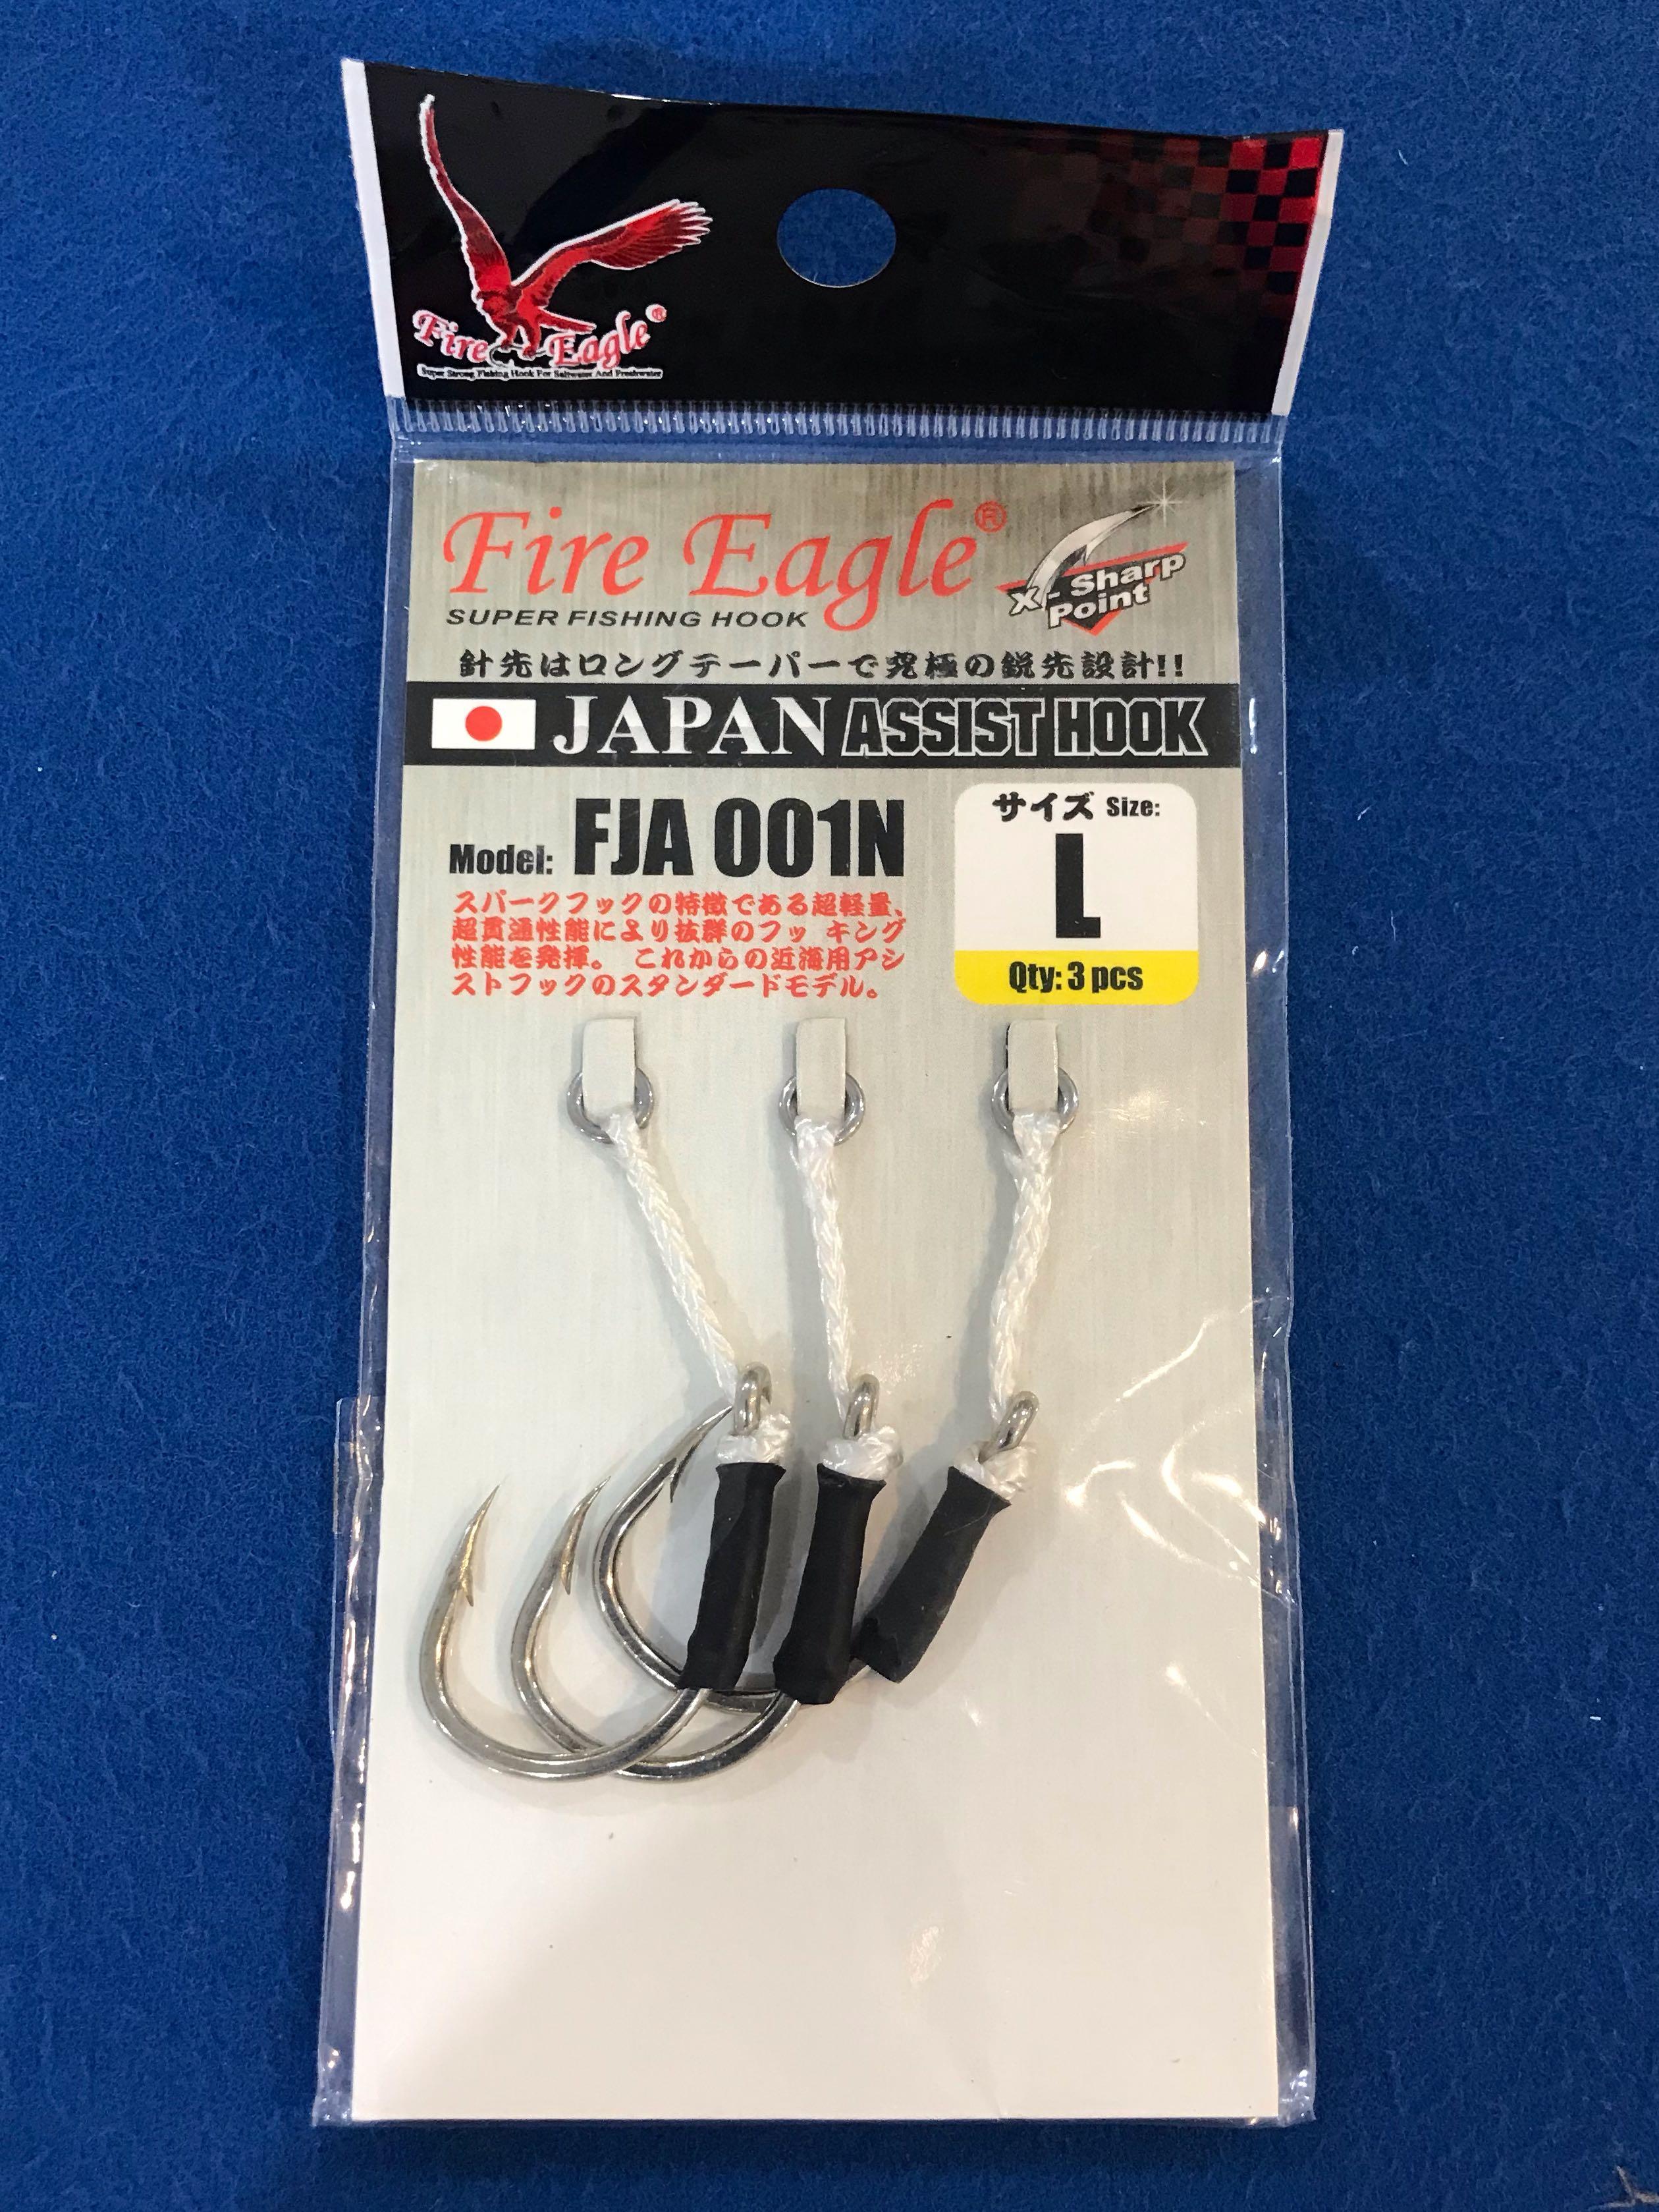 Fire Eagle®
Super Strong Fishing Hook For Saltwater And Freshwater
Fire Eagle®
SUPER FISHING HOOK
X-Sharp
Point
針先はロングテーパーで究極の鋭先設計!!
JAPAN ASSIST HOOK
Model: FJA 001N
サイズ Size:
L
Qty: 3 pcs
スパークフックの特徴である超軽量、
超貫通性能により抜群のフッ キング
性能を発揮。 これからの近海用アシ
ストフックのスタンダードモデル。